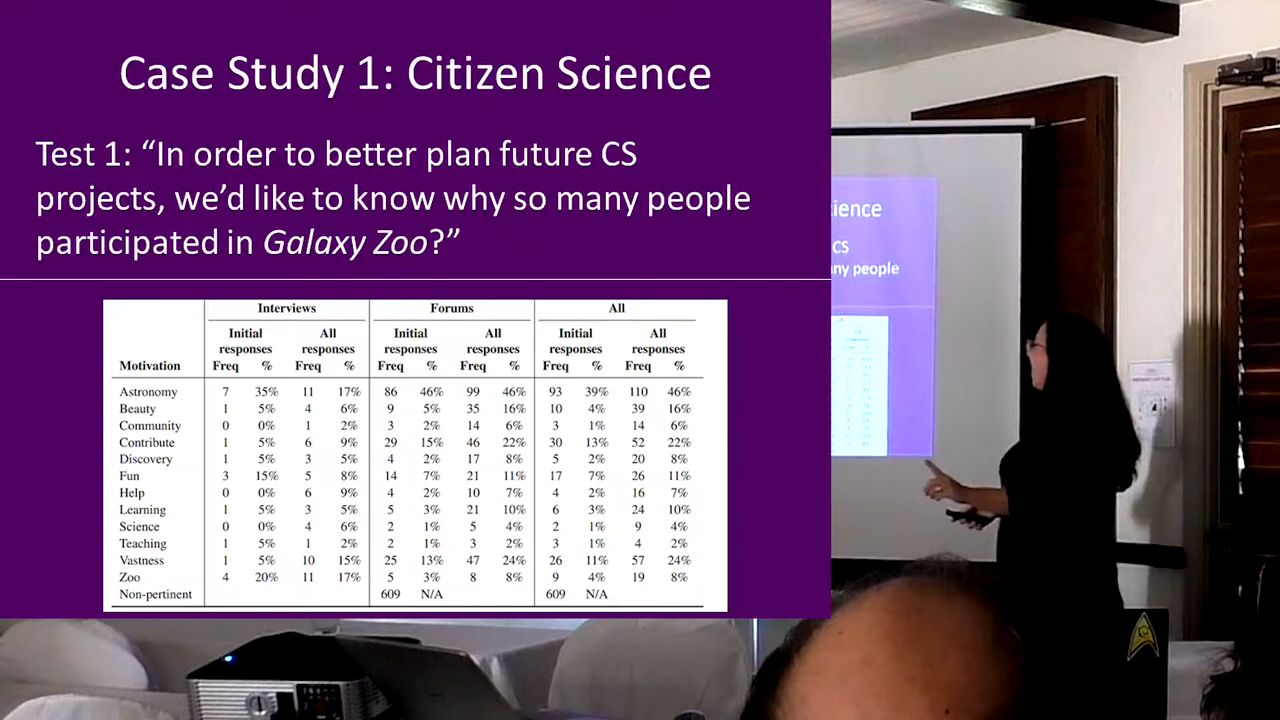 Case Study 1: Citizen Science
Test 1: “In order to better plan future CS
projects, we’d like to know why so many people
participated in Galaxy Zoo?”
Interviews Forums All
Initial All Initial All Initial All
responses responses responses responses responses responses
Motivation Freq % Freq % Freq % Freq % Freq % Freq %
Astronomy 7 35% 11 17% 86 46% 99 46% 93 39% 110 46%
Beauty 1 5% 4 6% 9 5% 35 16% 10 4% 39 16%
Community 0 0% 1 2% 3 2% 14 6% 3 1% 14 6%
Contribute 1 5% 6 9% 29 15% 46 22% 30 13% 52 22%
Discovery 1 5% 3 5% 4 2% 17 8% 5 2% 20 8%
Fun 3 15% 5 8% 14 7% 21 11% 17 7% 26 11%
Help 0 0% 6 9% 4 2% 10 7% 4 2% 16 7%
Learning 1 5% 3 5% 5 3% 21 10% 6 3% 24 10%
Science 0 0% 4 6% 2 1% 5 4% 2 1% 9 4%
Teaching 1 5% 1 2% 2 1% 3 2% 3 1% 4 2%
Vastness 1 5% 10 15% 25 13% 47 24% 26 11% 57 24%
Zoo 4 20% 11 17% 5 3% 8 8% 9 4% 19 8%
Non-pertinent 609 N/A 609 N/A
ience
CS
ny people